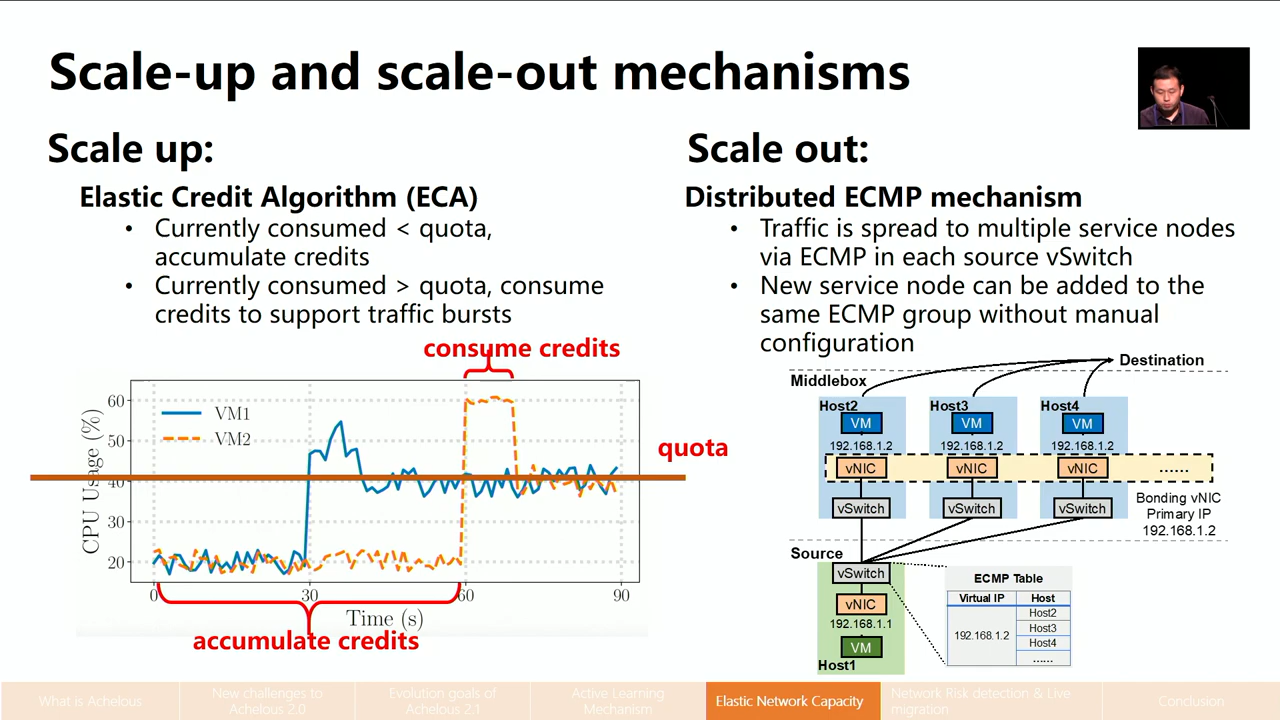 Scale-up and scale-out mechanisms
Scale up:
Elastic Credit Algorithm (ECA)
• Currently consumed < quota,
accumulate credits
• Currently consumed > quota, consume
credits to support traffic bursts
consume credits
60
50
40
30
20
CPU Usage (%)
VM1
VM2
quota
0
30
60
90
Time (s)
accumulate credits
Scale out:
Distributed ECMP mechanism
• Traffic is spread to multiple service nodes
via ECMP in each source vSwitch
• New service node can be added to the
same ECMP group without manual
configuration
Destination
Middlebox
Host2
Host3
Host4
VM
VM
VM
192.168.1.2
192.168.1.2
192.168.1.2
vNIC
vNIC
vNIC
......
vSwitch
vSwitch
vSwitch
Bonding vNIC
Primary IP
192.168.1.2
Source
vSwitch
vNIC
192.168.1.1
VM
Host1
ECMP Table
Virtual IP
Host
192.168.1.2
Host2
Host3
Host4
......
What is Achelous
New challenges to
Achelous 2.0
Evolution goals of
Achelous 2.1
Active Learning
Mechanism
Elastic Network Capacity
Network Risk detection & Live
migration
Conclusion